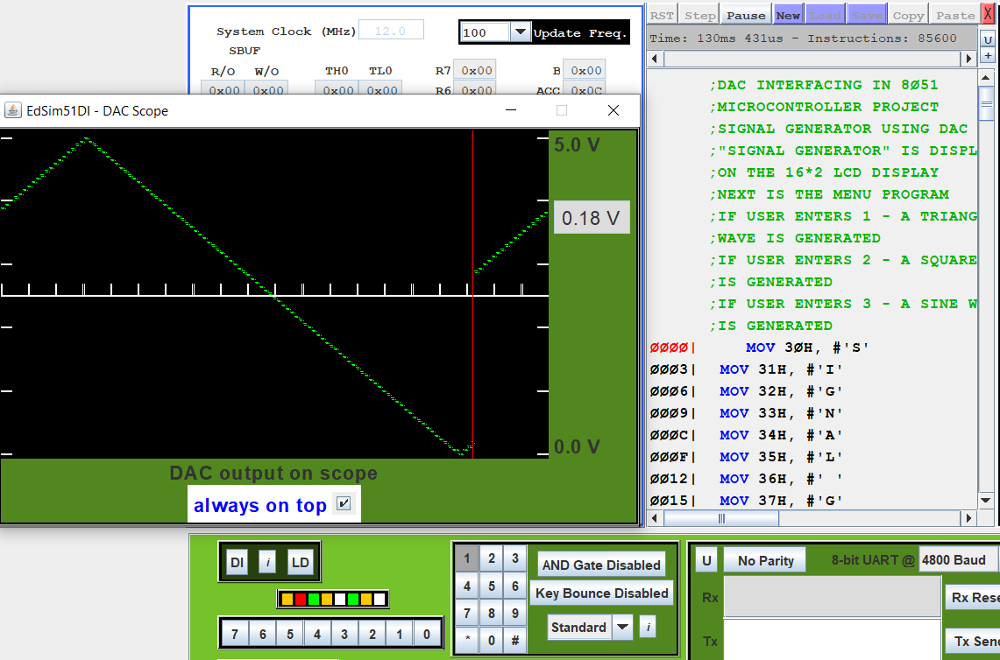 System Clock (MHz) 12.0
100 Update Freq.
SBUF
R/O W/O TH0 TL0 R7 0x00 B 0x00
0x00 0x00 0x00 0x00 R6 0x00 ACC 0x0C
EdSim51DI - DAC Scope
5.0 V
0.18 V
0.0 V
DAC output on scope
always on top
RST Step Pause New Load Save Copy Paste X
Time: 130ms 431us - Instructions: 85600
U
+
;DAC INTERFACING IN 8Ø51
;MICROCONTROLLER PROJECT
;SIGNAL GENERATOR USING DAC
;"SIGNAL GENERATOR" IS DISPL
;ON THE 16*2 LCD DISPLAY
;NEXT IS THE MENU PROGRAM
;IF USER ENTERS 1 - A TRIANG
;WAVE IS GENERATED
;IF USER ENTERS 2 - A SQUARE
;IS GENERATED
;IF USER ENTERS 3 - A SINE W
;IS GENERATED
ØØØØ| MOV 3ØH, #'S'
ØØØ3| MOV 31H, #'I'
ØØØ6| MOV 32H, #'G'
ØØØ9| MOV 33H, #'N'
ØØØC| MOV 34H, #'A'
ØØØF| MOV 35H, #'L'
ØØ12| MOV 36H, #' '
ØØ15| MOV 37H, #'G'
DI i LD
7 6 5 4 3 2 1 0
1 2 3
4 5 6
7 8 9
* 0 #
AND Gate Disabled
Key Bounce Disabled
Standard i
U No Parity 8-bit UART @ 4800 Baud
Rx Rx Rese
Tx Tx Send